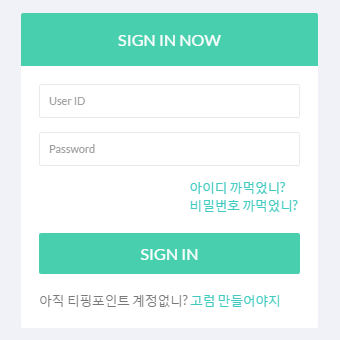 SIGN IN NOW
User ID
Password
아이디 까먹었니?
비밀번호 까먹었니?
SIGN IN
아직 티핑포인트 계정없니? 고럼 만들어야지